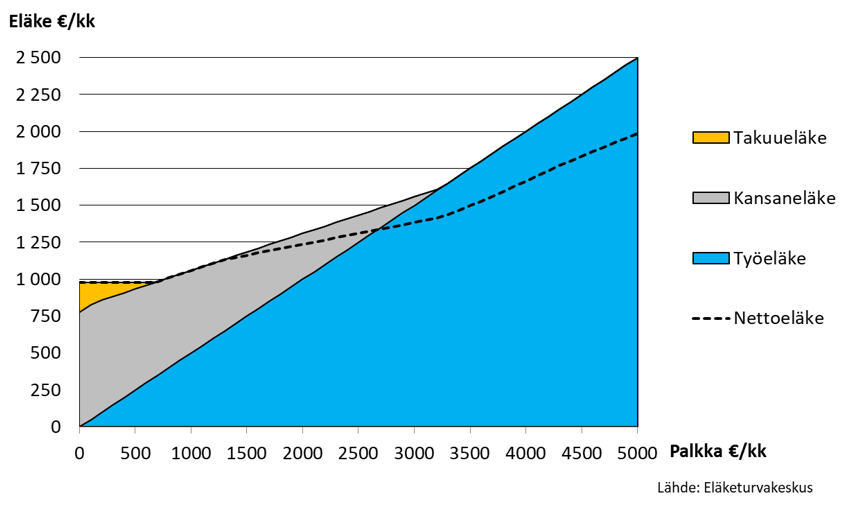 Eläke €/kk
2 500
2 250
2 000
1 750
1 500
1 250
1 000
750
500
250
0
0 500 1000 1500 2000 2500 3000 3500 4000 4500 5000 Palkka €/kk
Takuueläke
Kansaneläke
Työeläke
Nettoeläke
Lähde: Eläketurvakeskus